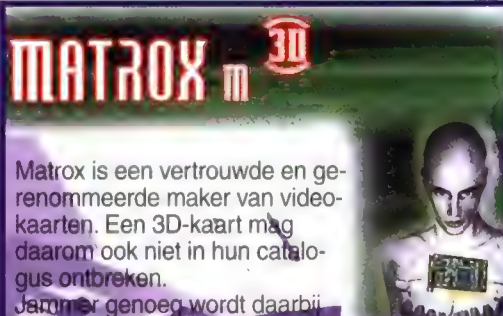 MATROX m3D
Matrox is een vertrouwde en ge-
renommeerde maker van video-
kaarten. Een 3D-kaart mag
daarom ook niet in hun catalo-
gus ontbreken.
Jammer genoeg wordt daarbij